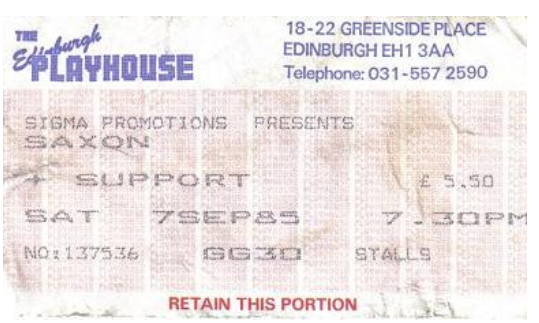 THE
Edinburgh
PLAYHOUSE
18-22 GREENSIDE PLACE
EDINBURGH EH1 3AA
Telephone: 031-557 2590
SIGMA PROMOTIONS PRESENTS
SAXON
+ SUPPORT £ 5.50
SAT 7SEP85 7.30PM
NO:137536 GG30 STALLS
RETAIN THIS PORTION